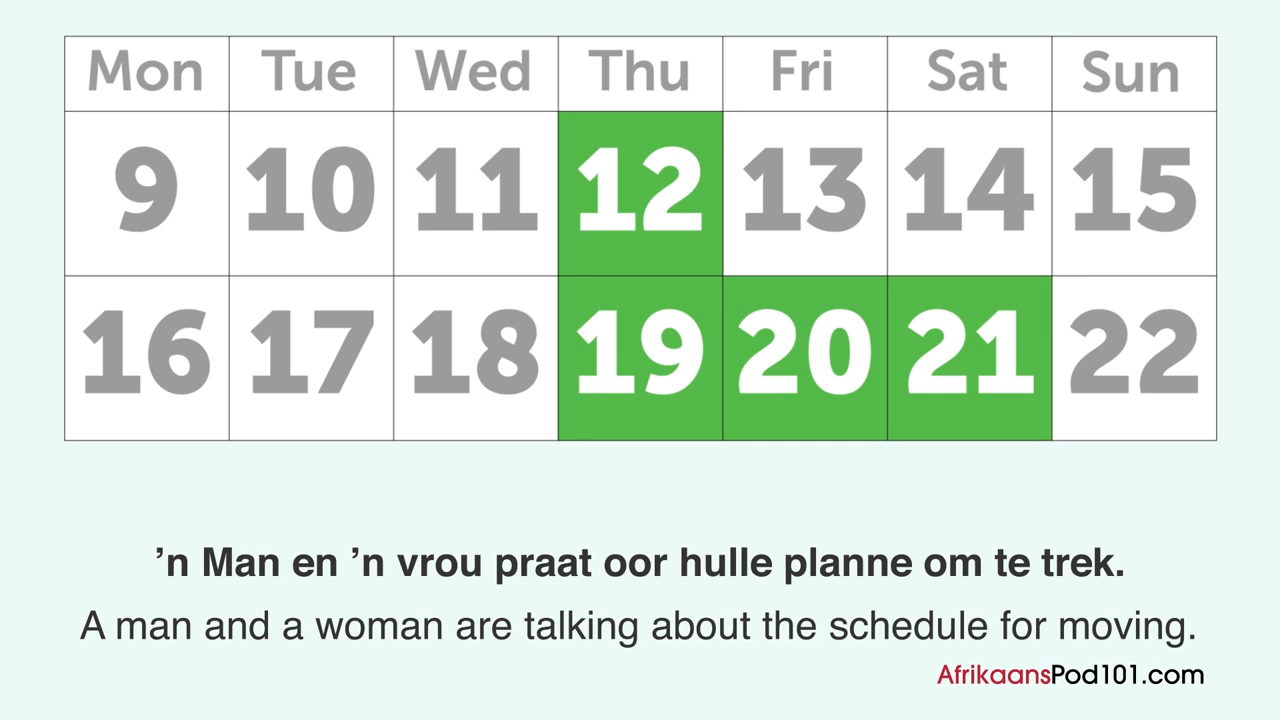 Mon Tue Wed Thu Fri Sat Sun
9 10 11 12 13 14 15
16 17 18 19 20 21 22
’n Man en ’n vrou praat oor hulle planne om te trek.
A man and a woman are talking about the schedule for moving.
AfrikaansPod101.com